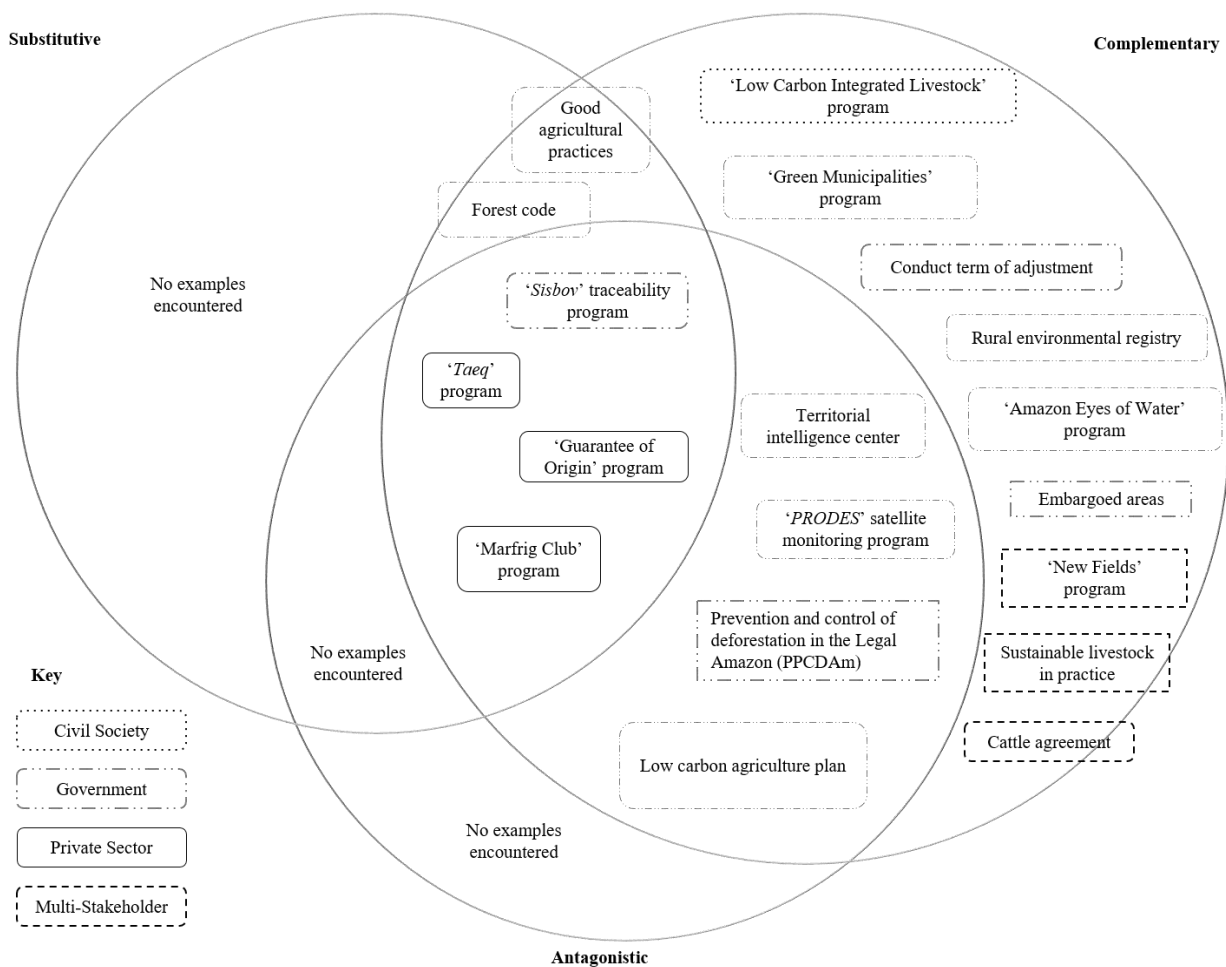 Substitutive
Complementary
‘Low Carbon Integrated Livestock’
program
Good
agricultural
practices
‘Green Municipalities’
program
Forest code
Conduct term of adjustment
No examples
encountered
‘Sisbov’ traceability
program
Rural environmental registry
‘Taeq’
program
‘Amazon Eyes of Water’
program
Territorial
intelligence center
‘Guarantee of
Origin’ program
Embargoed areas
‘PRODES’ satellite
monitoring program
‘Marfrig Club’
program
‘New Fields’
program
Prevention and control of
deforestation in the Legal
Amazon (PPCDAm)
No examples
encountered
Sustainable livestock
in practice
Cattle agreement
Low carbon agriculture plan
No examples
encountered
Antagonistic
Key
Civil Society
Government
Private Sector
Multi-Stakeholder